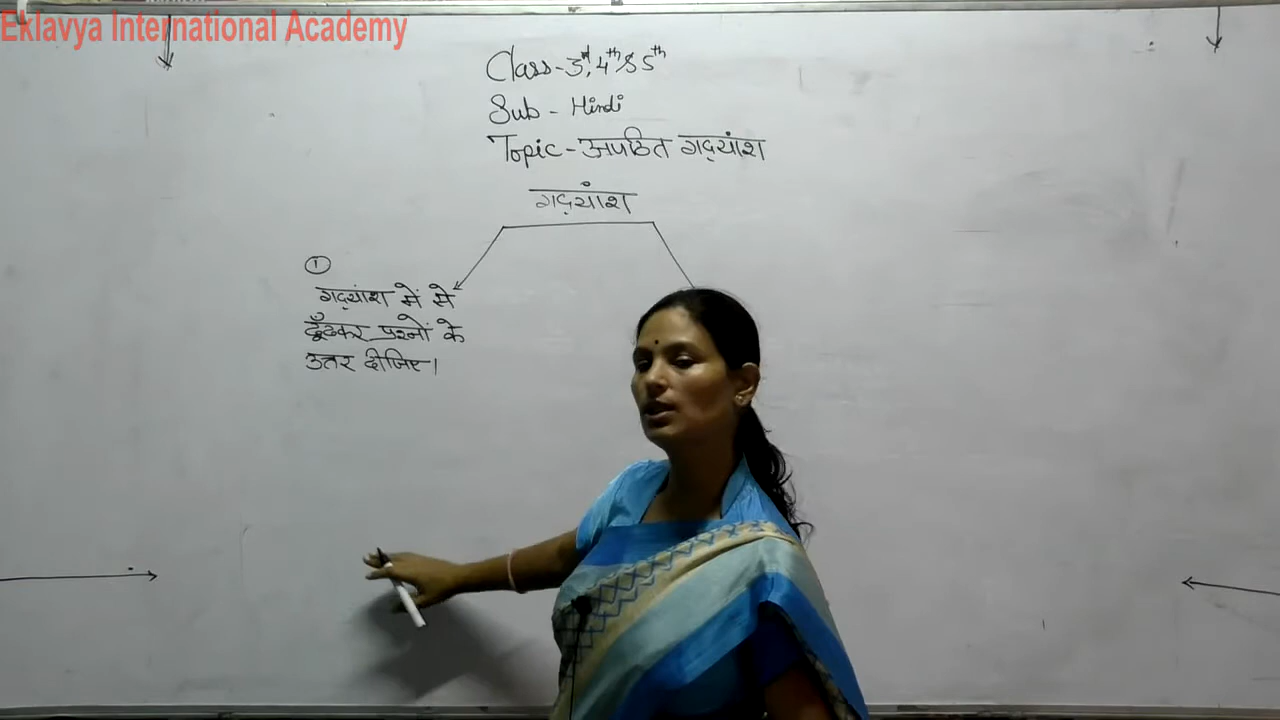 Eklavya International Academy
Class-3rd, 4th & 5th
Sub - Hindi
Topic - अपठित गद्यांश
गद्यांश
①
गद्यांश में से
ढूँढकर प्रश्नों के
उत्तर दीजिए।